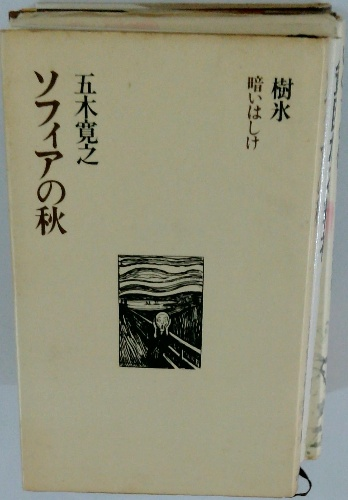 樹氷
暗いはしけ
五木寛之
ソフィアの秋